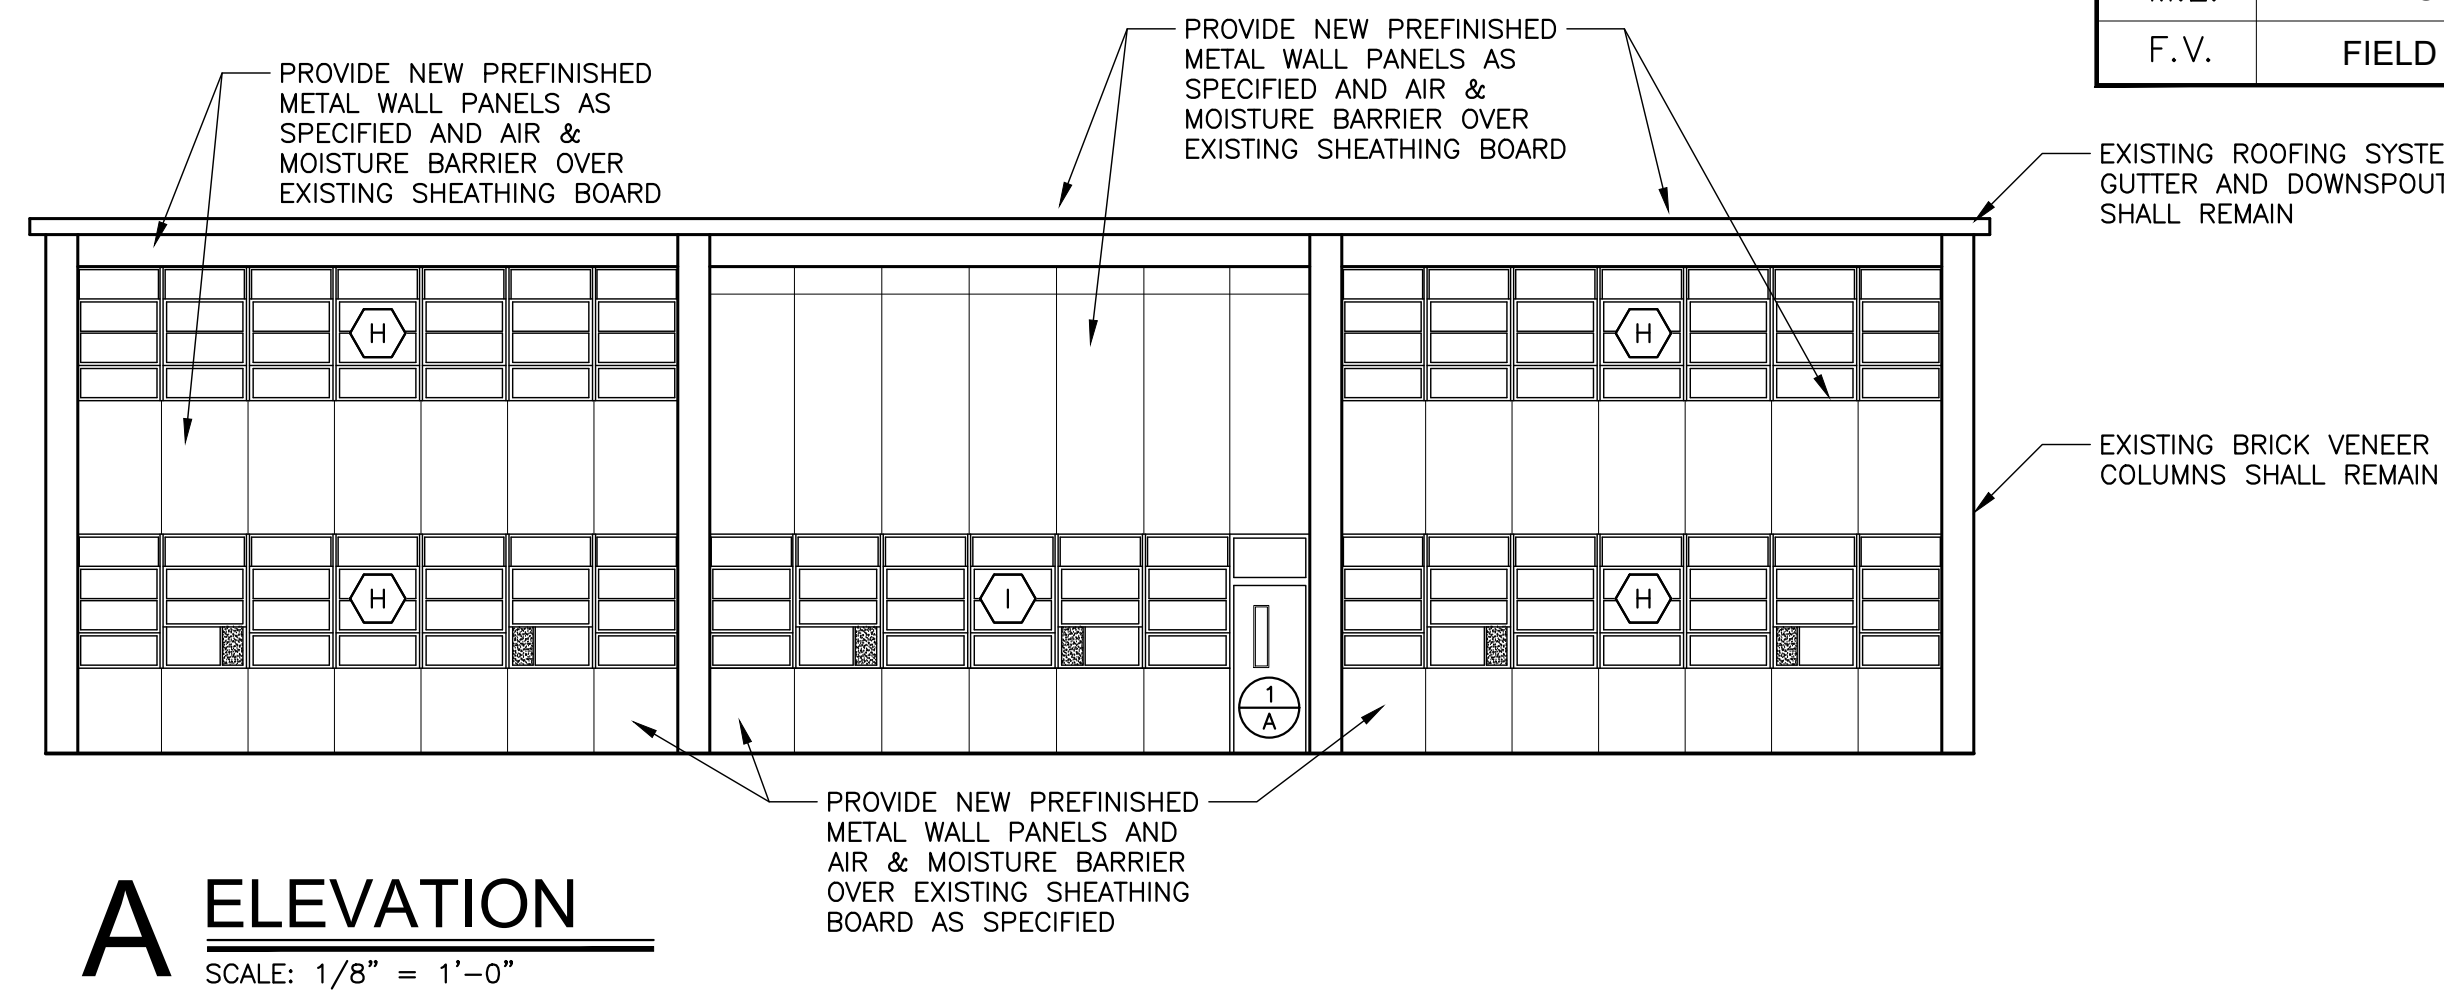 PROVIDE NEW PREFINISHED
METAL WALL PANELS AS
SPECIFIED AND AIR &
MOISTURE BARRIER OVER
EXISTING SHEATHING BOARD
PROVIDE NEW PREFINISHED
METAL WALL PANELS AS
SPECIFIED AND AIR &
MOISTURE BARRIER OVER
EXISTING SHEATHING BOARD
F.V. FIELD
EXISTING ROOFING
GUTTER AND
SHALL REMAIN
EXISTING BRICK VENEER
COLUMNS SHALL REMAIN
H
H
H
I
H
1
A
PROVIDE NEW PREFINISHED
METAL WALL PANELS AND
AIR & MOISTURE BARRIER
OVER EXISTING SHEATHING
BOARD AS SPECIFIED
A ELEVATION
SCALE: 1/8" = 1'-0"